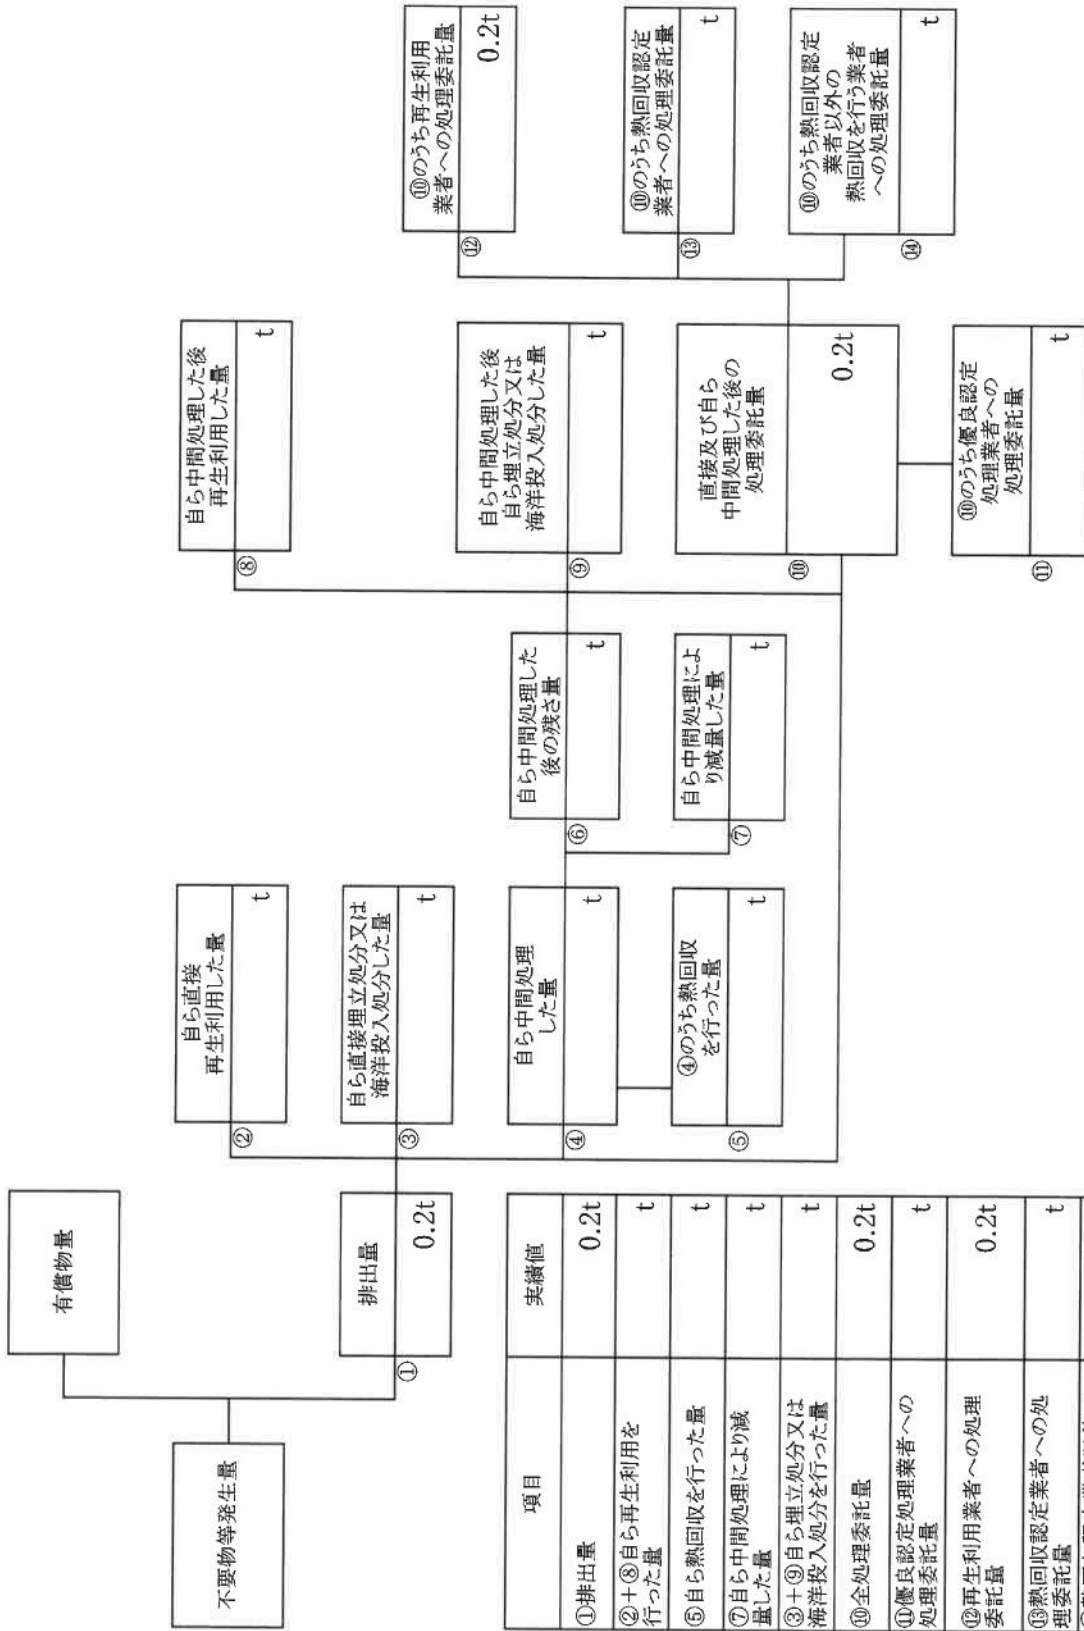 不要物等発生量
有償物量
①
排出量
0.2t
②
自ら直接
再生利用した量
t
③
自ら直接埋立処分又は
海洋投入処分した量
t
④
自ら中間処理
した量
t
⑤
④のうち熱回収
を行った量
t
⑥
自ら中間処理した
後の残さ量
t
⑦
自ら中間処理によ
り減量した量
t
⑧
自ら中間処理した後
再生利用した量
t
⑨
自ら中間処理した後
自ら埋立処分又は
海洋投入処分した量
t
⑩
直接及び自ら
中間処理した後の
処理委託量
0.2t
⑪
⑩のうち優良認定
処理業者への
処理委託量
t
⑫
⑩のうち再生利用
業者への処理委託量
0.2t
⑬
⑩のうち熱回収認定
業者への処理委託量
t
⑭
⑩のうち熱回収認定
業者以外の
熱回収を行う業者
への処理委託量
t
項目 実績値
①排出量 0.2t
②+⑧自ら再生利用を
行った量 t
⑤自ら熱回収を行った量 t
⑦自ら中間処理により減
量した量 t
③+⑨自ら埋立処分又は
海洋投入処分を行った量 t
⑩全処理委託量 0.2t
⑪優良認定処理業者への
処理委託量 t
⑫再生利用業者への処理
委託量 0.2t
⑬熱回収認定業者への処
理委託量 t